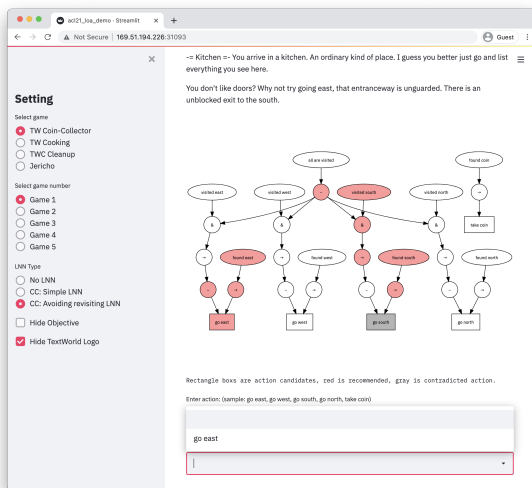 acl21_loa_demo · Streamlit
Not Secure | 169.51.194.226:31093
Guest
Setting
Select game
TW Coin-Collector
TW Cooking
TWC Cleanup
Jericho
Select game number
Game 1
Game 2
Game 3
Game 4
Game 5
LNN Type
No LNN
CC: Simple LNN
CC: Avoiding revisiting LNN
Hide Objective
Hide TextWorld Logo
-= Kitchen =- You arrive in a kitchen. An ordinary kind of place. I guess you better just go and list
everything you see here.
You don't like doors? Why not try going east, that entranceway is unguarded. There is an
unblocked exit to the south.
all are visited
found coin
visited east
visited west
visited south
visited north
& & & &
take coin
found east
found west
found south
found north
go east
go west
go south
go north
Rectangle boxs are action candidates, red is recommended, gray is contradicted action.
Enter action: (sample: go east, go west, go south, go north, take coin)
go east